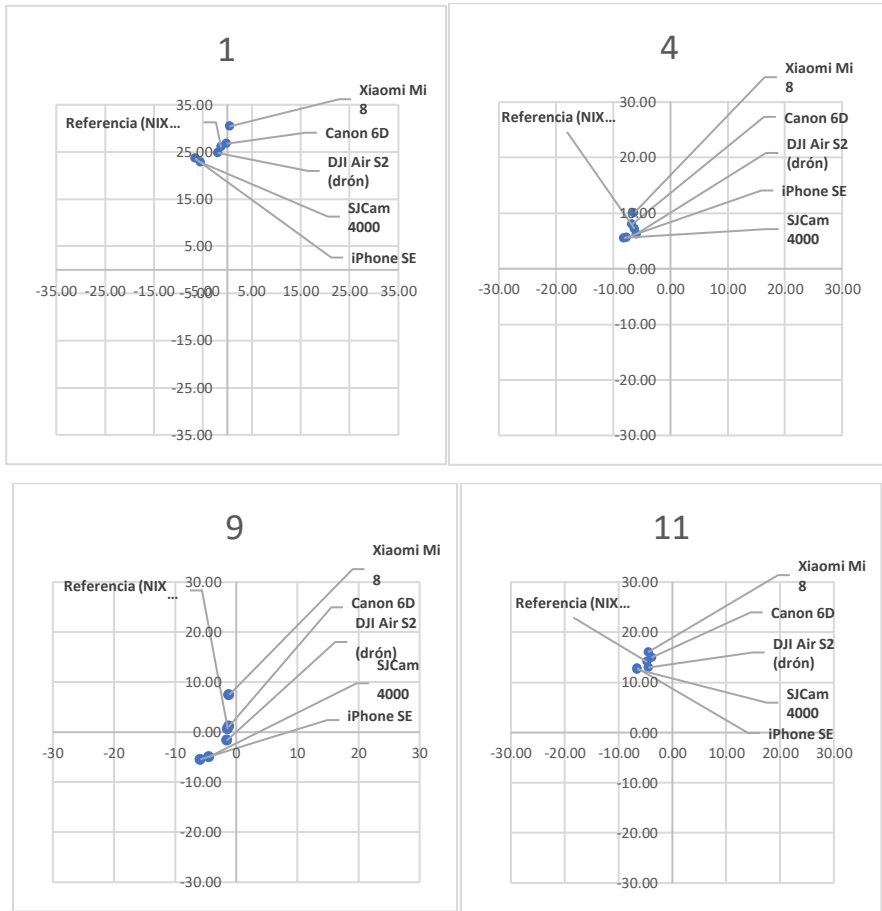 1
Xiaomi Mi
8
Referencia (NIX...
Canon 6D
DJI Air S2
(drón)
SJCam
4000
iPhone SE
35.00
25.00
15.00
5.00
-5.00
-15.00
-25.00
-35.00
-35.00 -25.00 -15.00 -5.00 5.00 15.00 25.00 35.00
4
Xiaomi Mi
8
Referencia (NIX...
Canon 6D
DJI Air S2
(drón)
iPhone SE
SJCam
4000
30.00
20.00
10.00
0.00
-10.00
-20.00
-30.00
-30.00 -20.00 -10.00 0.00 10.00 20.00 30.00
9
Xiaomi Mi
8
Referencia (NIX
...
Canon 6D
DJI Air S2
(drón)
SJCam
4000
iPhone SE
30.00
20.00
10.00
0.00
-10.00
-20.00
-30.00
-30 -20 -10 0 10 20 30
11
Xiaomi Mi
8
Referencia (NIX...
Canon 6D
DJI Air S2
(drón)
SJCam
4000
iPhone SE
30.00
20.00
10.00
0.00
-10.00
-20.00
-30.00
-30.00 -20.00 -10.00 0.00 10.00 20.00 30.00